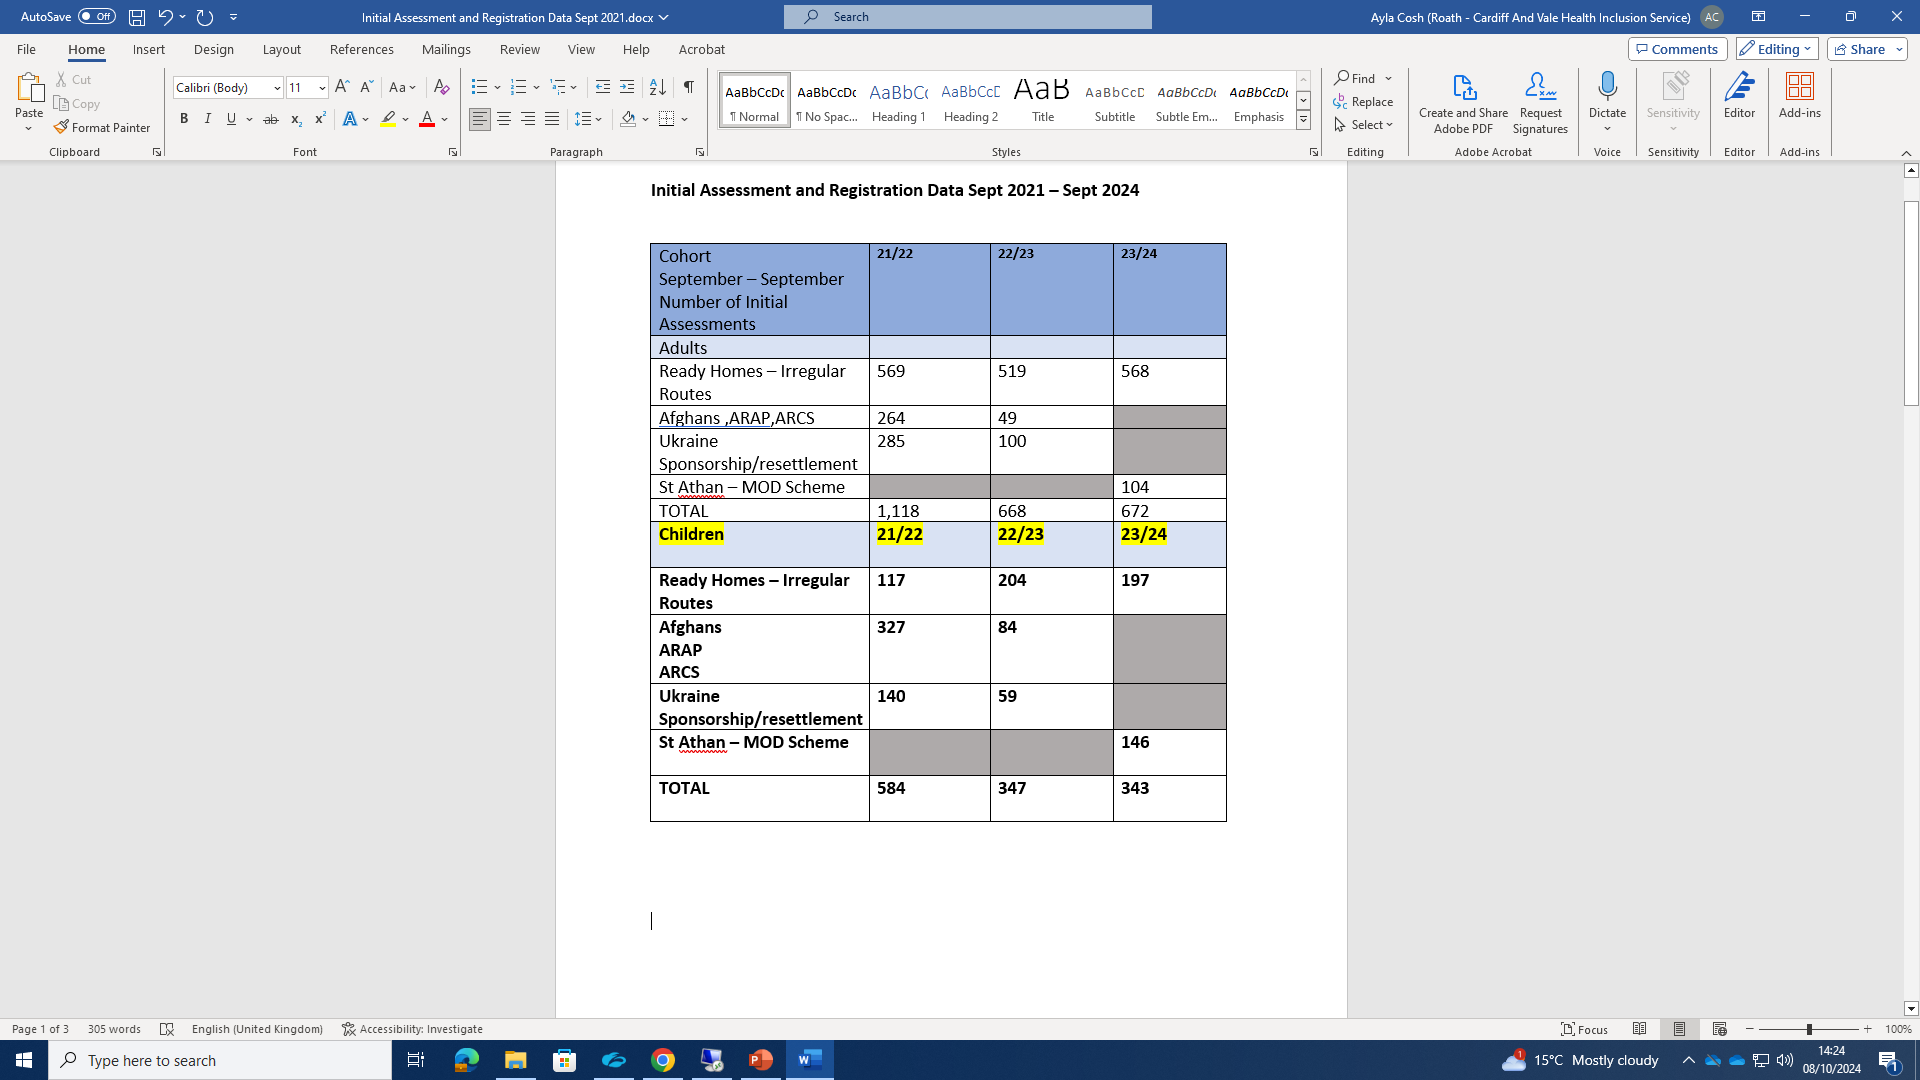 AutoSave Off
Initial Assessment and Registration Data Sept 2021.docx
Search
Ayla Cosh (Roath - Cardiff And Vale Health Inclusion Service) AC
File Home Insert Design Layout References Mailings Review View Help Acrobat
Comments Editing Share
Paste
Cut
Copy
Format Painter
Clipboard
Calibri (Body) 11
Font
Paragraph
AaBbCcDc ¶ Normal
AaBbCcDc ¶ No Spac...
AaBbCc Heading 1
AaBbCcD Heading 2
AaB Title
AaBbCcD Subtitle
AaBbCcDc Subtle Em...
AaBbCcDc Emphasis
Styles
Find
Replace
Select
Editing
Create and Share Adobe PDF
Request Signatures
Adobe Acrobat
Dictate
Voice
Sensitivity
Sensitivity
Editor
Editor
Add-ins
Add-ins
Initial Assessment and Registration Data Sept 2021 – Sept 2024
Cohort 21/22 22/23 23/24
September – September
Number of Initial
Assessments
Adults
Ready Homes – Irregular 569 519 568
Routes
Afghans ,ARAP,ARCS 264 49
Ukraine 285 100
Sponsorship/resettlement
St Athan – MOD Scheme 104
TOTAL 1,118 668 672
Children 21/22 22/23 23/24
Ready Homes – Irregular 117 204 197
Routes
Afghans 327 84
ARAP
ARCS
Ukraine 140 59
Sponsorship/resettlement
St Athan – MOD Scheme 146
TOTAL 584 347 343
Page 1 of 3 305 words English (United Kingdom) Accessibility: Investigate
Focus 100%
Type here to search
15°C Mostly cloudy
14:24
08/10/2024